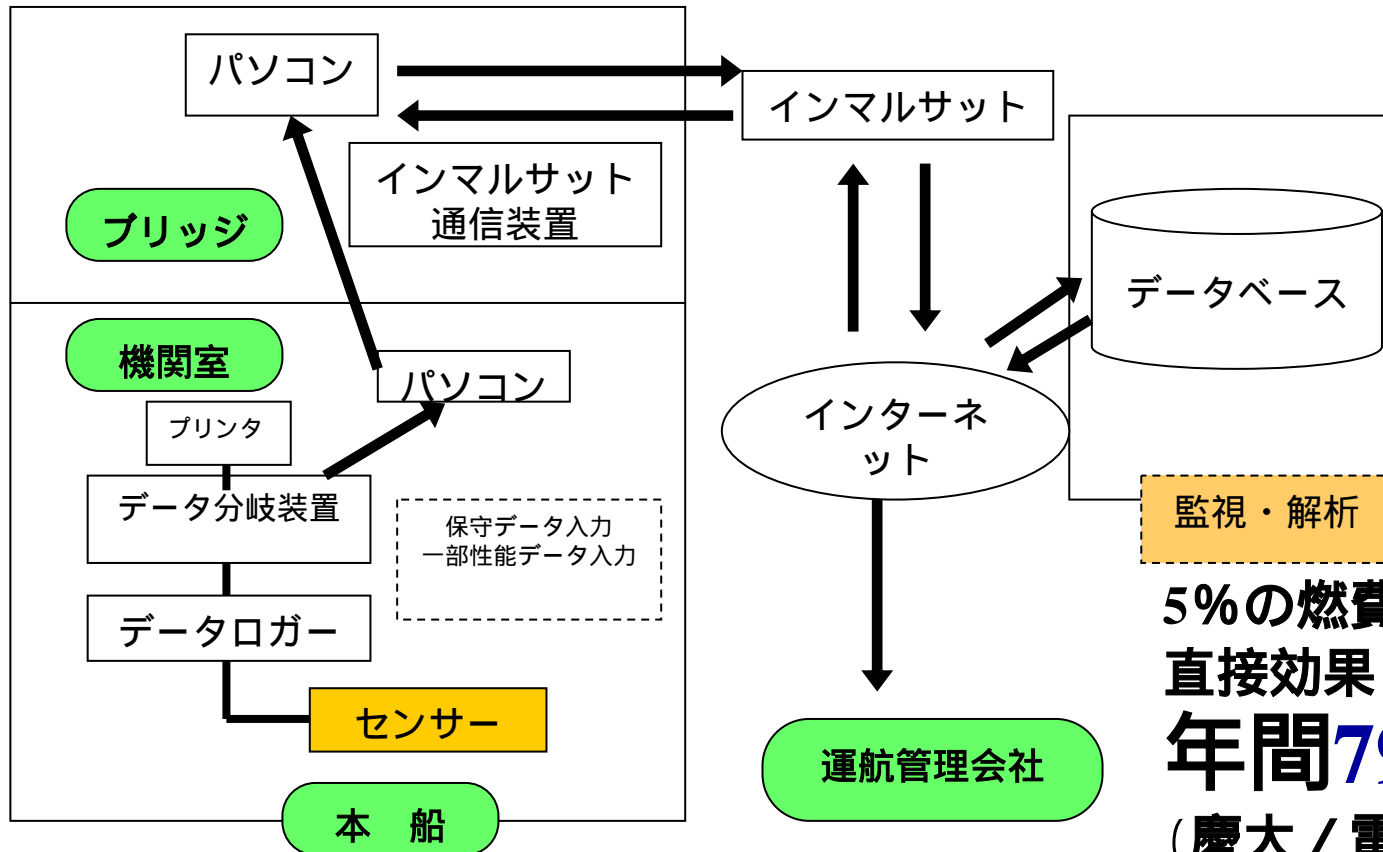 パソコン
インマルサット
インマルサット
通信装置
ブリッジ
データベース
機関室
パソコン
プリンタ
インターネ
ット
データ分岐装置
保守データ入力
一部性能データ入力
監視・解析
データロガー
センサー
運航管理会社
本 船
5%の燃費
直接効果
年間79
(慶大/電